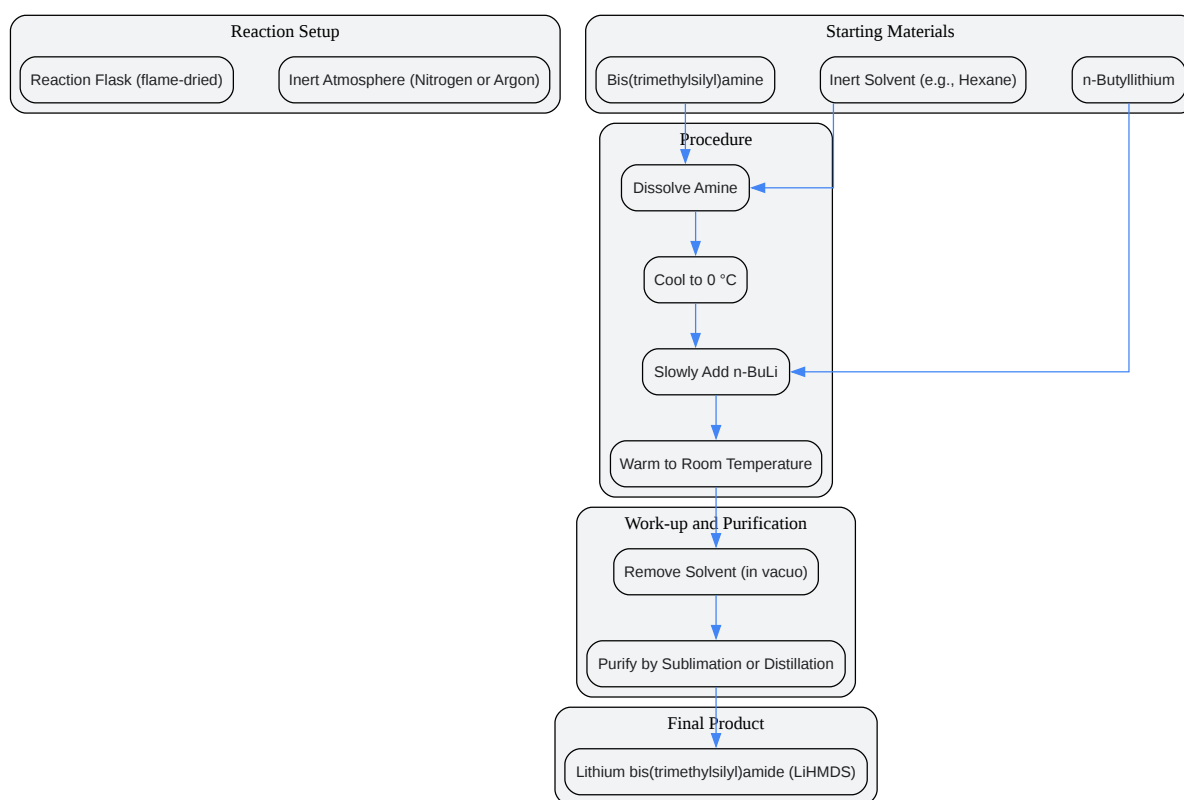 Reaction Setup
Reaction Flask (flame-dried)
Inert Atmosphere (Nitrogen or Argon)
Starting Materials
Bis(trimethylsilyl)amine
Inert Solvent (e.g., Hexane)
n-Butyllithium
Procedure
Dissolve Amine
Cool to 0 °C
Slowly Add n-BuLi
Warm to Room Temperature
Work-up and Purification
Remove Solvent (in vacuo)
Purify by Sublimation or Distillation
Final Product
Lithium bis(trimethylsilyl)amide (LiHMDS)